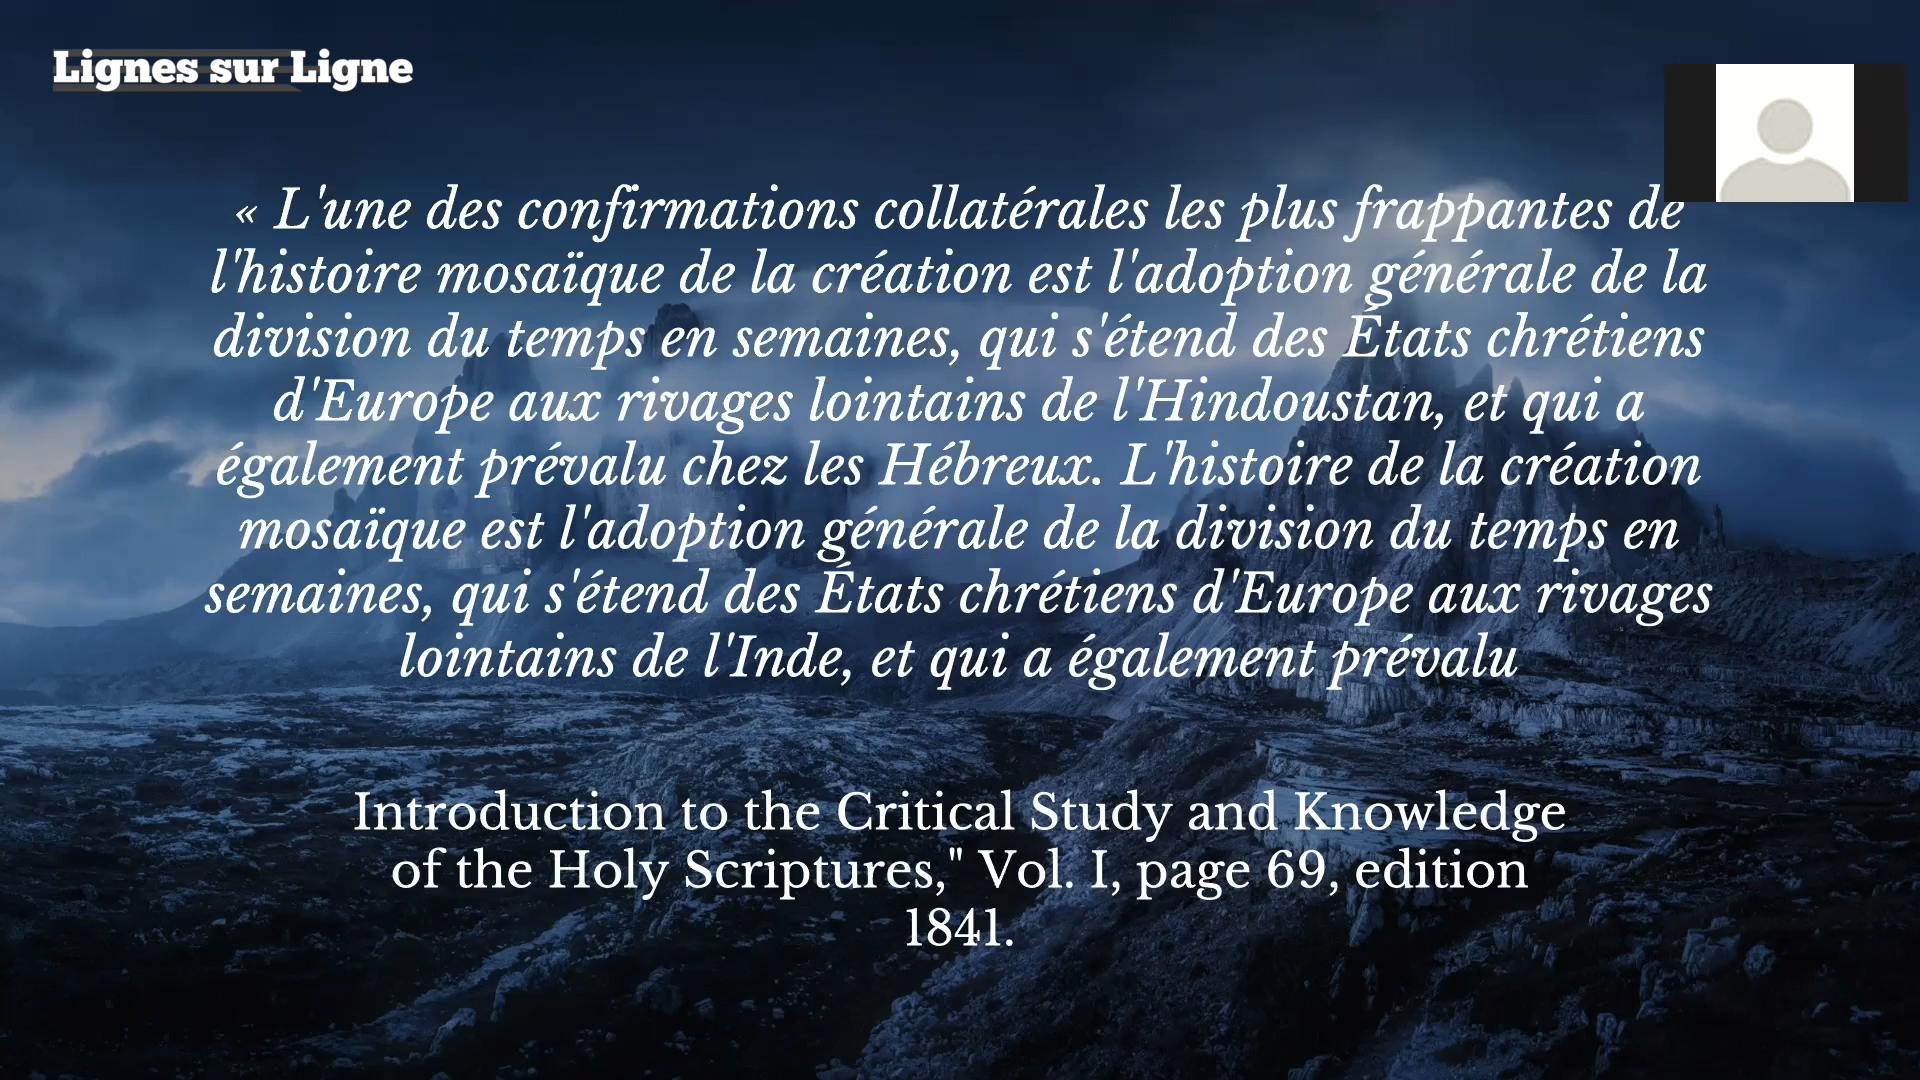 Lignes sur Ligne
« L'une des confirmations collatérales les plus frappantes de
l'histoire mosaïque de la création est l'adoption générale de la
division du temps en semaines, qui s'étend des États chrétiens
d'Europe aux rivages lointains de l'Hindoustan, et qui a
également prévalu chez les Hébreux. L'histoire de la création
mosaïque est l'adoption générale de la division du temps en
semaines, qui s'étend des États chrétiens d'Europe aux rivages
lointains de l'Inde, et qui a également prévalu
Introduction to the Critical Study and Knowledge
of the Holy Scriptures," Vol. I, page 69, edition
1841.